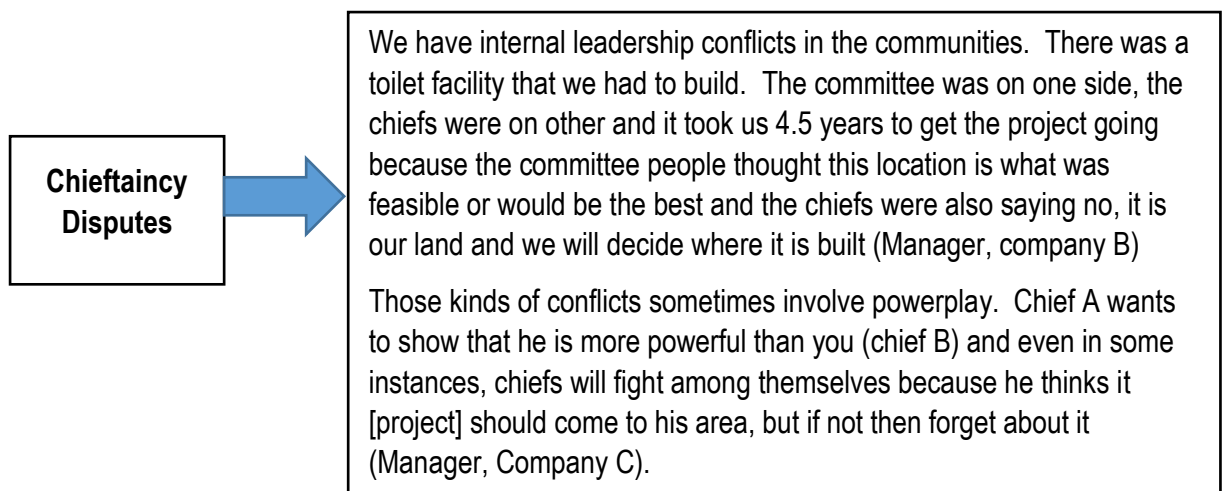 Chieftaincy
Disputes
We have internal leadership conflicts in the communities.  There was a
toilet facility that we had to build.  The committee was on one side, the
chiefs were on other and it took us 4.5 years to get the project going
because the committee people thought this location is what was
feasible or would be the best and the chiefs were also saying no, it is
our land and we will decide where it is built (Manager, company B)
Those kinds of conflicts sometimes involve powerplay.  Chief A wants
to show that he is more powerful than you (chief B) and even in some
instances, chiefs will fight among themselves because he thinks it
[project] should come to his area, but if not then forget about it
(Manager, Company C).